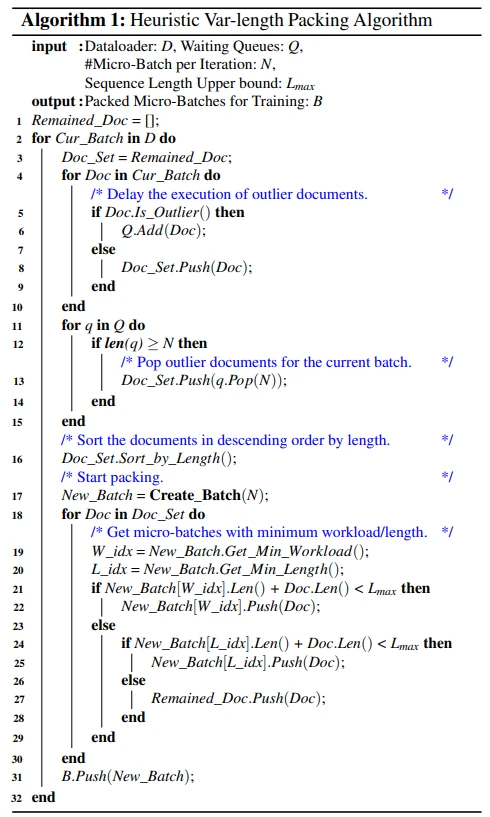 Algorithm 1: Heuristic Var-length Packing Algorithm
input :Dataloader: D, Waiting Queues: Q,
#Micro-Batch per Iteration: N,
Sequence Length Upper bound: L_max
output :Packed Micro-Batches for Training: B
1 Remained_Doc = [];
2 for Cur_Batch in D do
3 Doc_Set = Remained_Doc;
4 for Doc in Cur_Batch do
/* Delay the execution of outlier documents. */
5 if Doc.Is_Outlier() then
6 Q.Add(Doc);
7 else
8 Doc_Set.Push(Doc);
9 end
10 end
11 for q in Q do
12 if len(q) ≥ N then
/* Pop outlier documents for the current batch. */
13 Doc_Set.Push(q.Pop(N));
14 end
15 end
/* Sort the documents in descending order by length. */
16 Doc_Set.Sort_by_Length();
/* Start packing. */
17 New_Batch = Create_Batch(N);
18 for Doc in Doc_Set do
/* Get micro-batches with minimum workload/length. */
19 W_idx = New_Batch.Get_Min_Workload();
20 L_idx = New_Batch.Get_Min_Length();
21 if New_Batch[W_idx].Len() + Doc.Len() < L_max then
22 New_Batch[W_idx].Push(Doc);
23 else
24 if New_Batch[L_idx].Len() + Doc.Len() < L_max then
25 New_Batch[L_idx].Push(Doc);
26 else
27 Remained_Doc.Push(Doc);
28 end
29 end
30 end
31 B.Push(New_Batch);
32 end